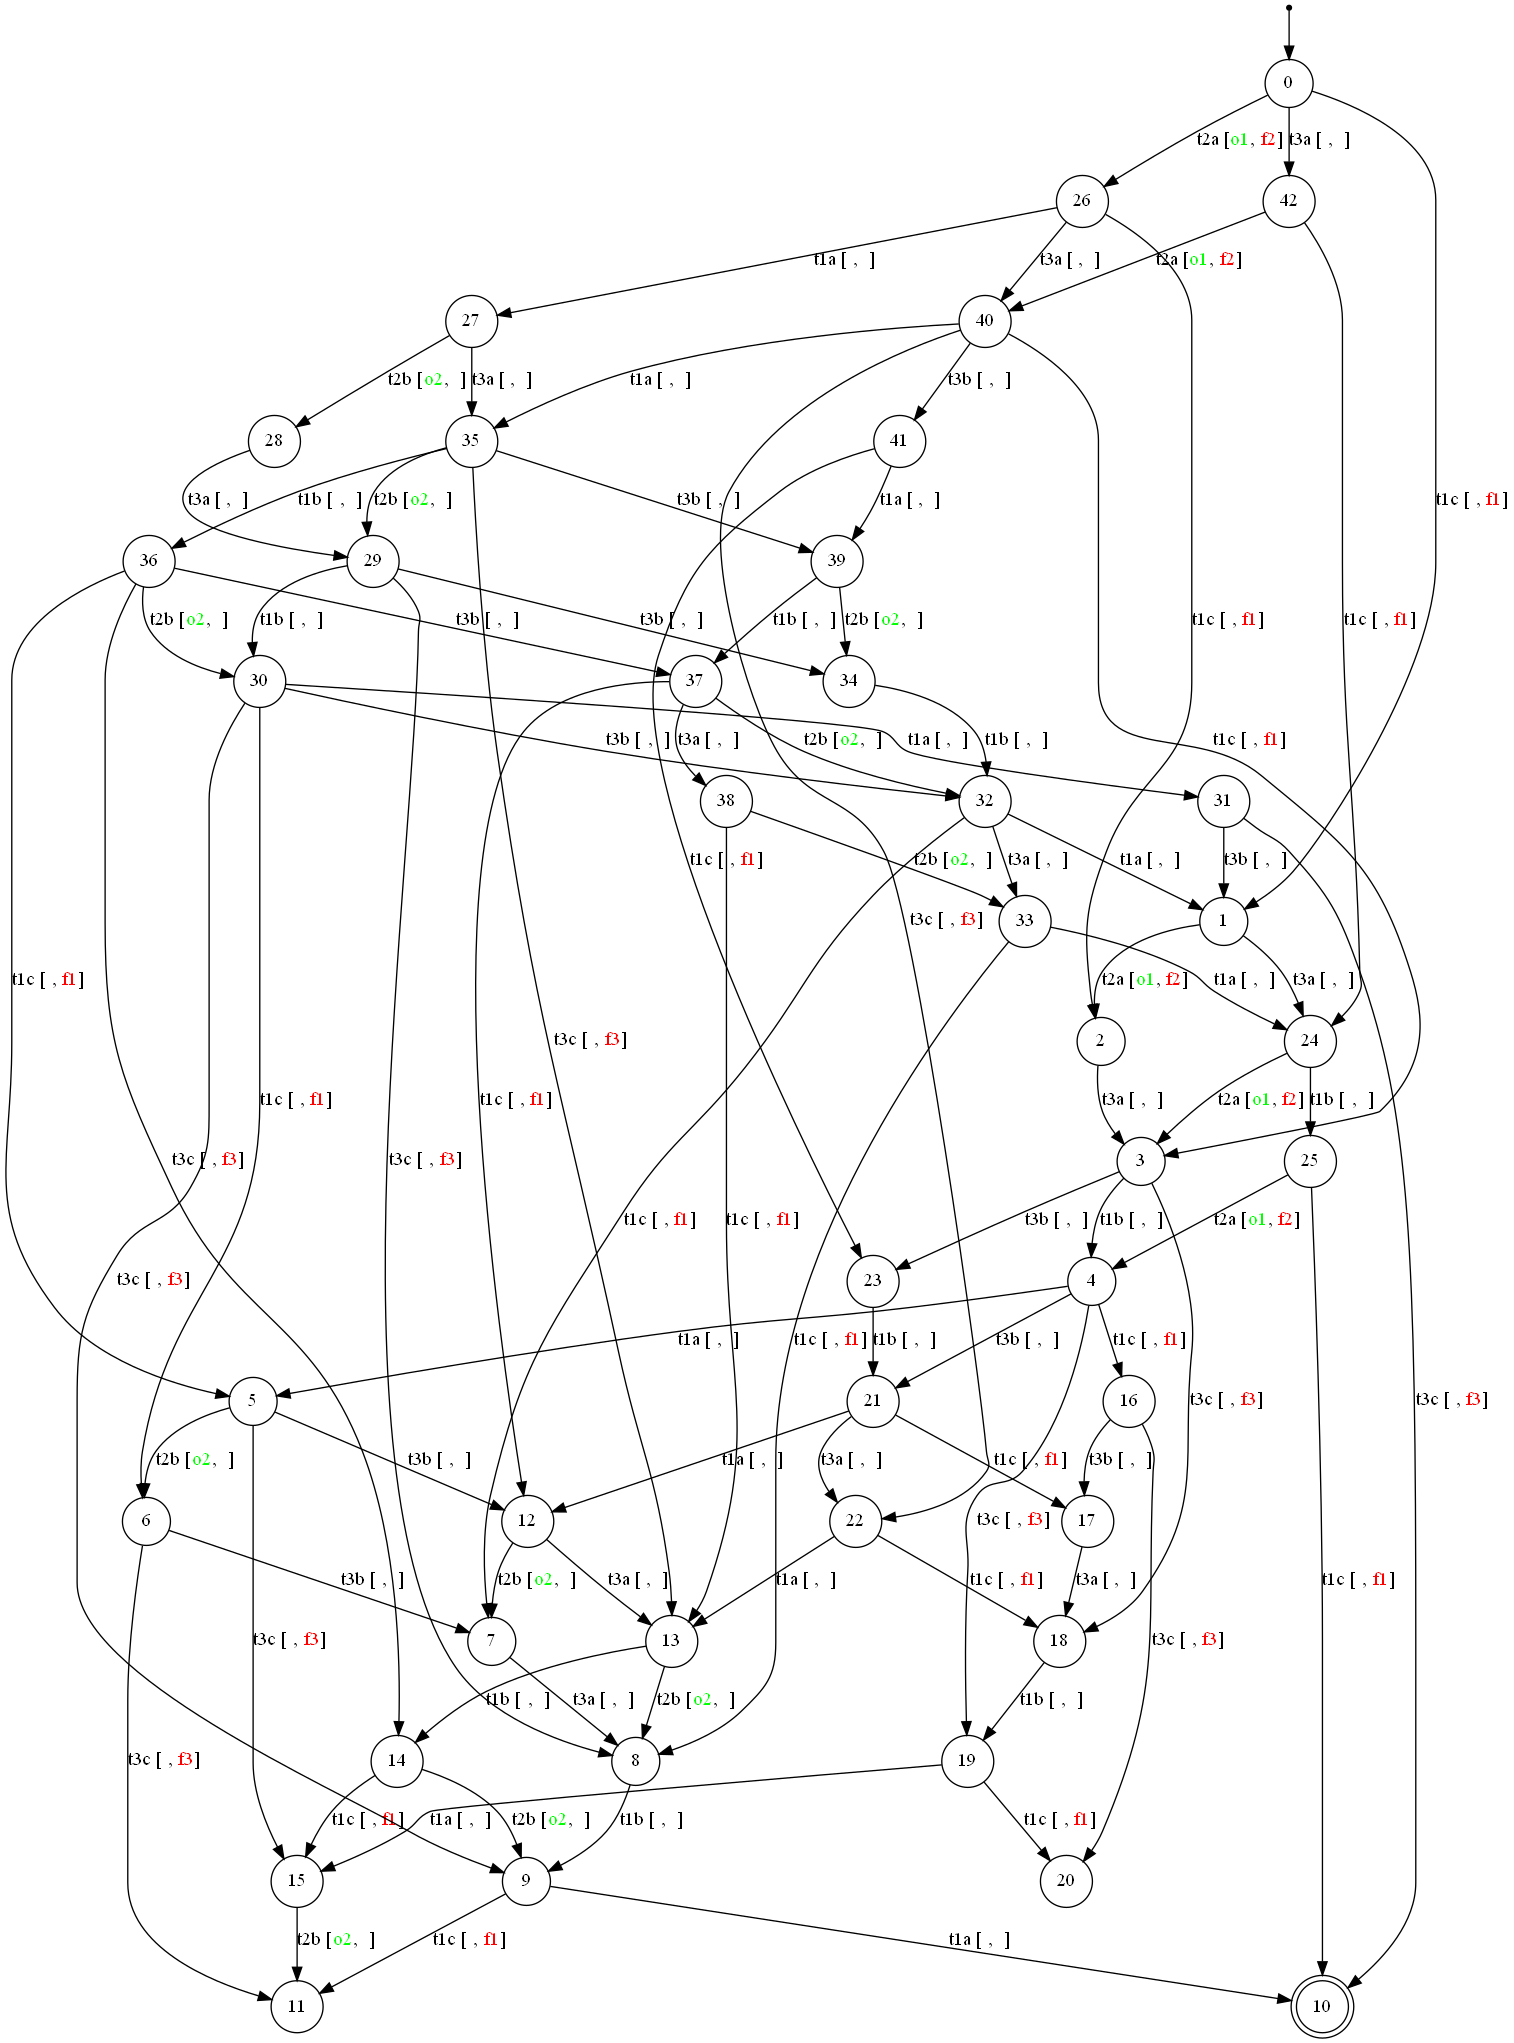 0
t2a [o1, f2] t3a [ ,  ]
26 42
t1a [ ,  ] t3a [ ,  ] t2a [o1, f2]
27 40
t2b [o2,  ] t3a [ ,  ] t1a [ ,  ] t3b [ ,  ]
28 35 41
t3a [ ,  ] t1b [ ,  ] t2b [o2,  ] t3b [ ,  ] t1a [ ,  ] t1c [ , f1]
36 29 39
t2b [o2,  ] t1b [ ,  ] t3b [ ,  ] t3b [ ,  ] t1b [ ,  ] t2b [o2,  ] t1c [ , f1] t1c [ , f1]
30 37 34
t3b [ ,  ] t3a [ ,  ] t2b [o2,  ] t1a [ ,  ] t1b [ ,  ] t1c [ , f1]
38 32 31
t1c [ , f1] t2b [o2,  ] t3a [ ,  ] t1a [ ,  ] t3b [ ,  ]
t3c [ , f3] 33 1
t1c [ , f1] t2a [o1, f2] t1a [ ,  ] t3a [ ,  ]
t3c [ , f3] 2 24
t1c [ , f1] t1c [ , f1] t3a [ ,  ] t2a [o1, f2] t1b [ ,  ]
t3c [ , f3] t3c [ , f3] 3 25
t1c [ , f1] t1c [ , f1] t3b [ ,  ] t1b [ ,  ] t2a [o1, f2]
t3c [ , f3] 23 4
t1a [ ,  ] t1c [ , f1] t1b [ ,  ] t3b [ ,  ] t1c [ , f1]
5 21 16 t3c [ , f3] t3c [ , f3]
t2b [o2,  ] t3b [ ,  ] t1a [ ,  ] t3a [ ,  ] t1c [ , f1] t3b [ ,  ]
6 12 22 t3c [ , f3] 17
t3b [ ,  ] t2b [o2,  ] t3a [ ,  ] t1a [ ,  ] t1c [ , f1] t3a [ ,  ] t1c [ , f1]
t3c [ , f3] 7 13 18 t3c [ , f3]
t1b [ ,  ] t3a [ ,  ] t2b [o2,  ] t1b [ ,  ]
t3c [ , f3] 14 8 19
t1c [ , f1] t1a [ ,  ] t2b [o2,  ] t1b [ ,  ] t1c [ , f1]
15 9 20
t2b [o2,  ] t1c [ , f1] t1a [ ,  ]
11 10